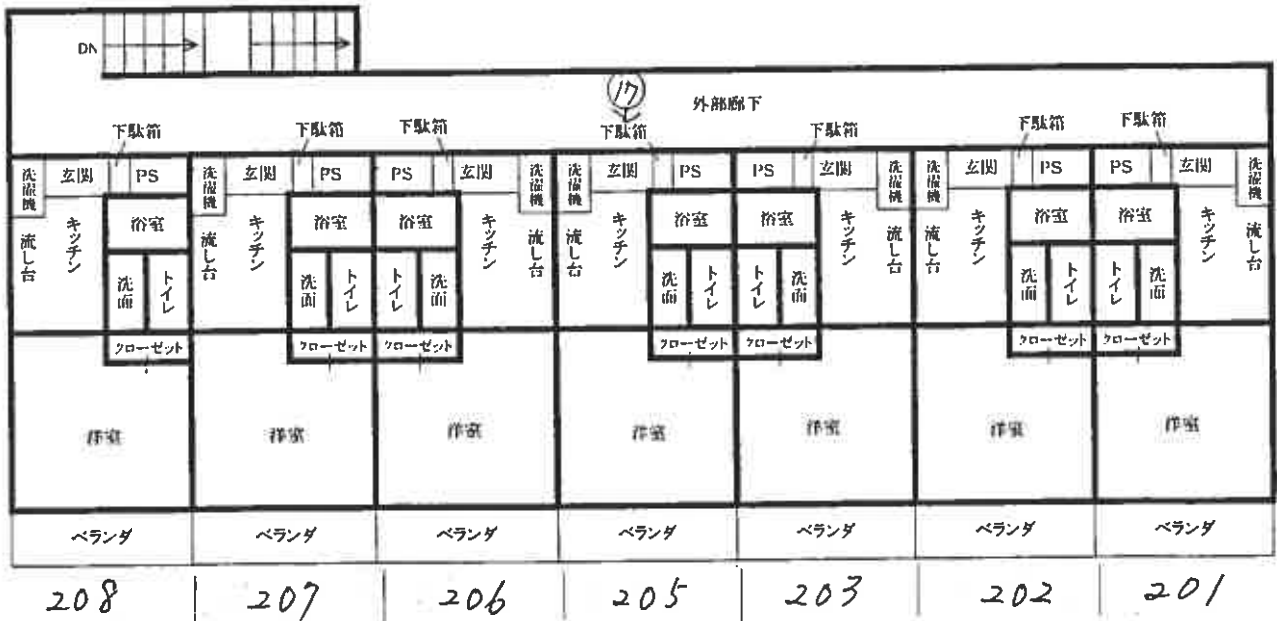 DN
17
外部廊下
下駄箱 下駄箱 下駄箱 下駄箱 下駄箱 下駄箱 下駄箱
洗濯機 玄関 PS 洗濯機 玄関 PS PS 玄関 洗濯機 洗濯機 玄関 PS PS 玄関 洗濯機 洗濯機 玄関 PS PS 玄関 洗濯機
浴室 浴室 浴室 浴室 浴室 浴室 浴室
流し台 キッチン 流し台 キッチン キッチン 流し台 流し台 キッチン キッチン 流し台 流し台 キッチン キッチン 流し台
洗面 トイレ 洗面 トイレ トイレ 洗面 洗面 トイレ トイレ 洗面 洗面 トイレ トイレ 洗面
クローゼット クローゼット クローゼット クローゼット クローゼット クローゼット クローゼット
洋室 洋室 洋室 洋室 洋室 洋室 洋室
ベランダ ベランダ ベランダ ベランダ ベランダ ベランダ ベランダ
208 207 206 205 203 202 201